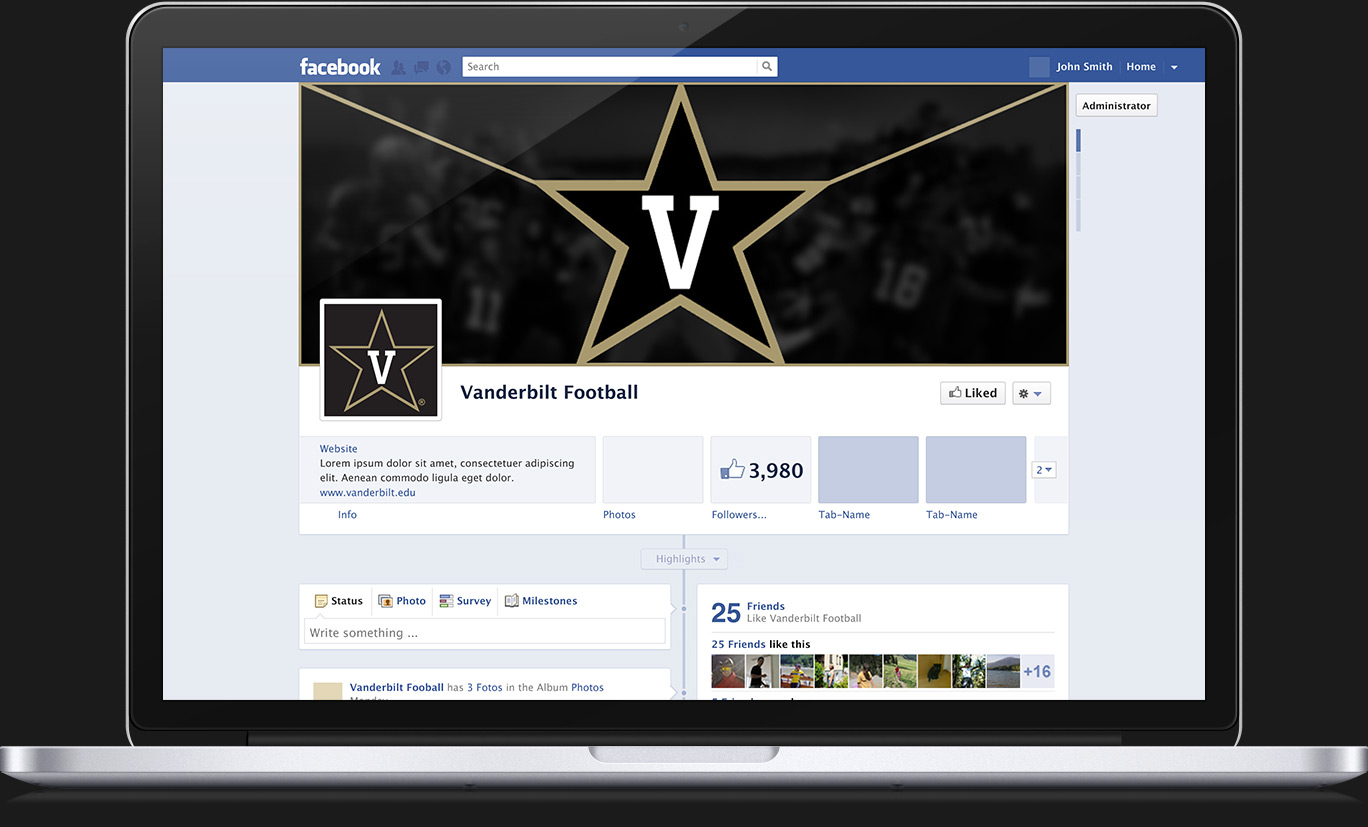 facebook
Search
John Smith
Home
Administrator
V
11
18
V
®
Vanderbilt Football
Liked
Website
Lorem ipsum dolor sit amet, consectetuer adipiscing
elit. Aenean commodo ligula eget dolor.
www.vanderbilt.edu
3,980
2
Info
Photos
Followers...
Tab-Name
Tab-Name
Highlights
Status
Photo
Survey
Milestones
Write something ...
25
Friends
Like Vanderbilt Football
25 Friends like this
+16
Vanderbilt Fooball has 3 Fotos in the Album Photos
Monday